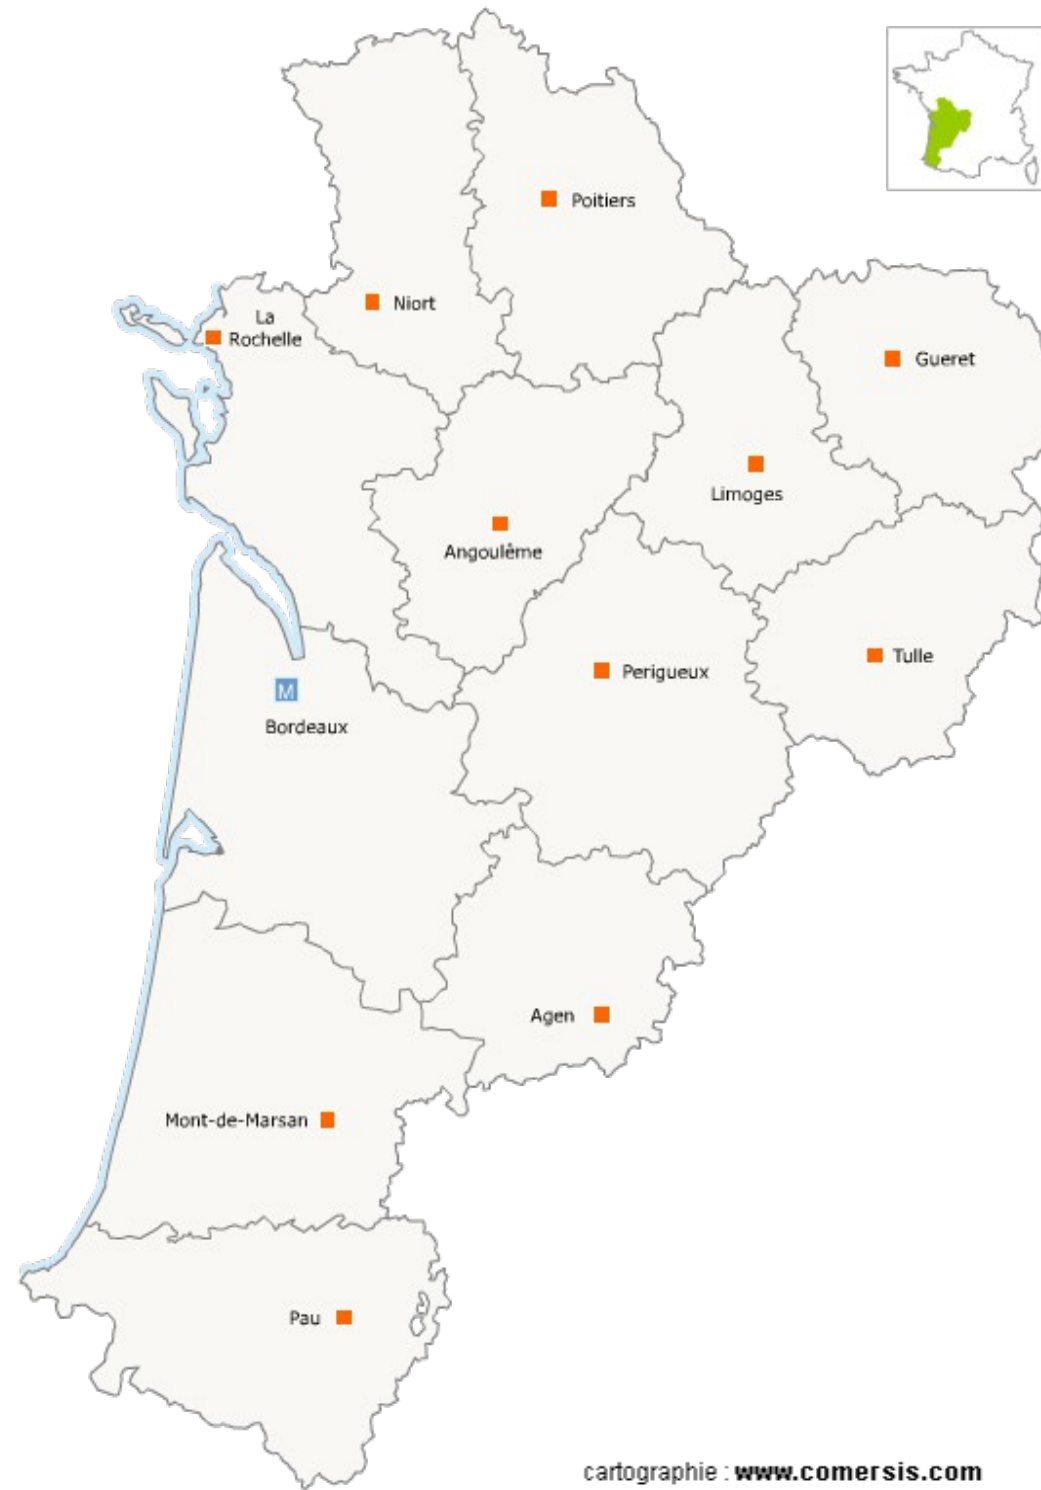 Poitiers
Niort
La
Rochelle
Gueret
Limoges
Angoulême
Tulle
Perigueux
M
Bordeaux
Agen
Mont-de-Marsan
Pau
cartographie : www.comersis.com